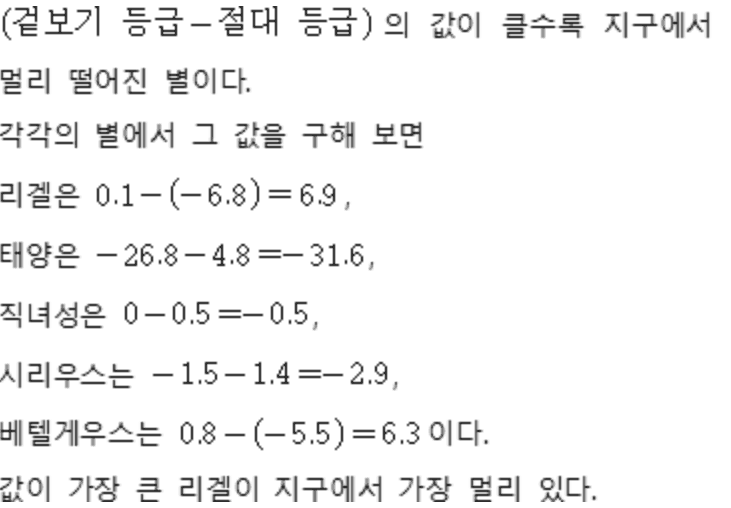 (겉보기 등급-절대 등급)의 값이 클수록 지구에서
멀리 떨어진 별이다.
각각의 별에서 그 값을 구해 보면
리겔은 0.1-(-6.8)=6.9,
태양은 -26.8-4.8=-31.6,
직녀성은 0-0.5=-0.5,
시리우스는 -1.5-1.4=-2.9,
베텔게우스는 0.8-(-5.5)=6.3이다.
값이 가장 큰 리겔이 지구에서 가장 멀리 있다.